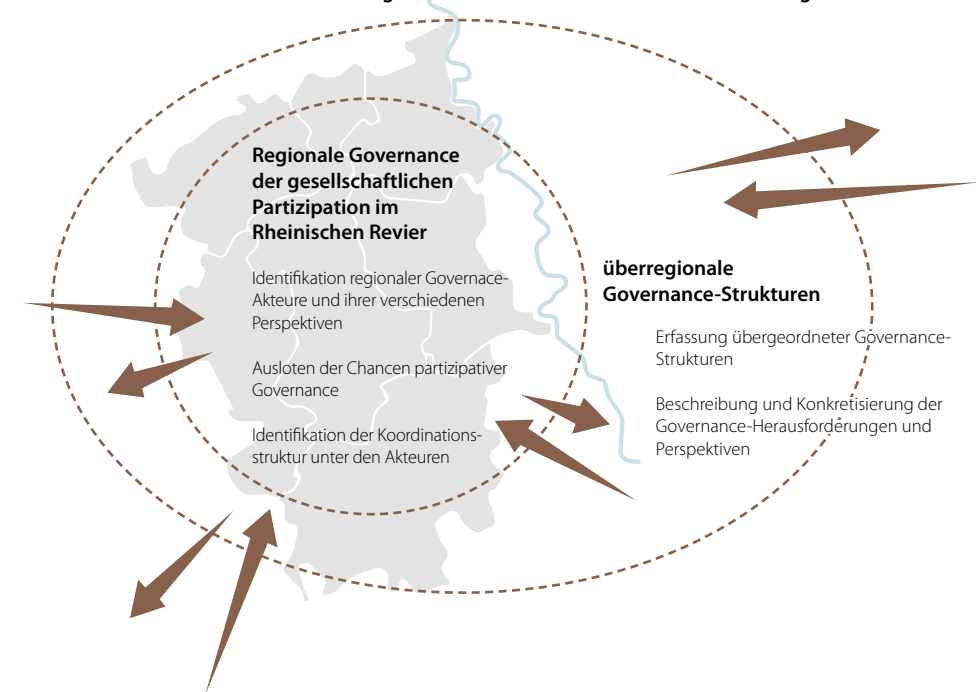 Regionale Governance
der gesellschaftlichen
Partizipation im
Rheinischen Revier
Identifikation regionaler Governace-
Akteure und ihrer verschiedenen
Perspektiven
Ausloten der Chancen partizipativer
Governance
Identifikation der Koordinations-
struktur unter den Akteuren
überregionale
Governance-Strukturen
Erfassung übergeordneter Governance-
Strukturen
Beschreibung und Konkretisierung der
Governance-Herausforderungen und
Perspektiven